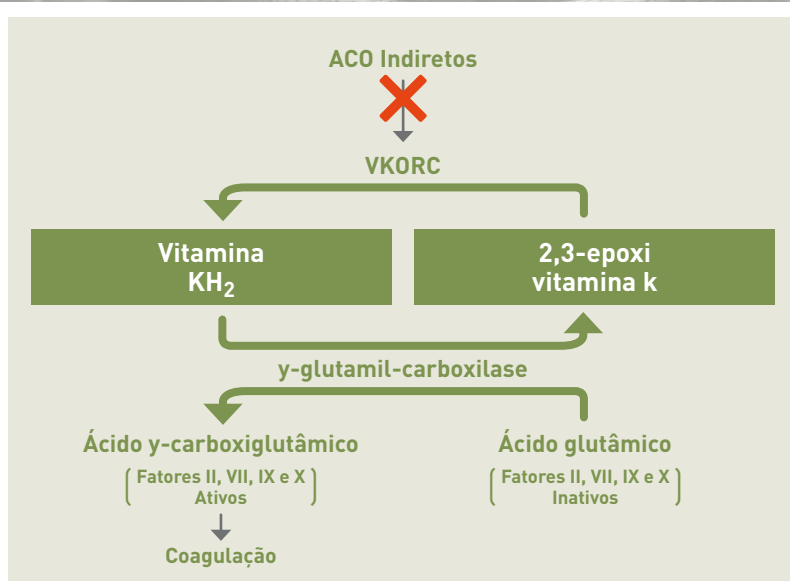 ACO Indiretos
VKORC
Vitamina
KH₂
2,3-epoxi
vitamina k
y-glutamil-carboxilase
Ácido y-carboxiglutâmico
Fatores II, VII, IX e X
Ativos
Ácido glutâmico
Fatores II, VII, IX e X
Inativos
Coagulação